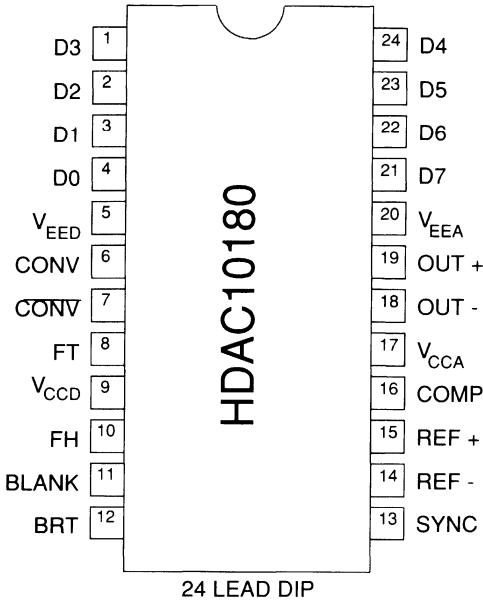 D3 1 24 D4
D2 2 23 D5
D1 3 22 D6
D0 4 21 D7
VEED 5 20 VEEA
CONV 6 19 OUT +
C̅O̅N̅V̅ 7 18 OUT -
FT 8 17 VCCA
VCCD 9 16 COMP
FH 10 15 REF +
BLANK 11 14 REF -
BRT 12 13 SYNC
HDAC10180
24 LEAD DIP